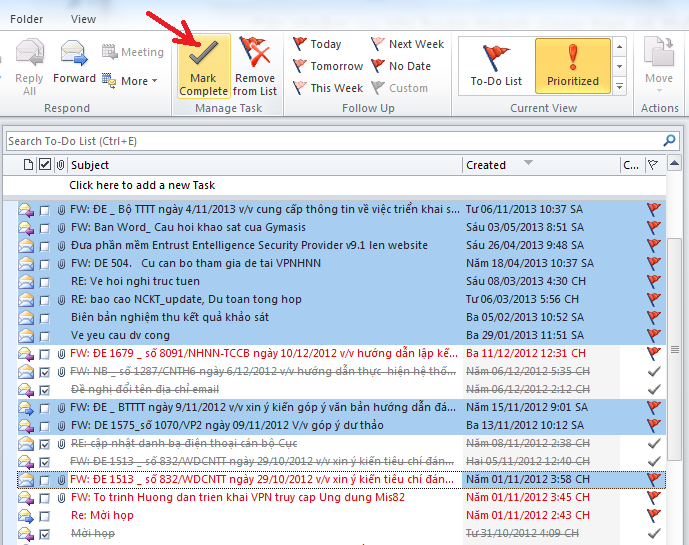 Folder View
Reply All
Forward
Meeting
More
Respond
Mark Complete
Remove from List
Manage Task
Today
Tomorrow
This Week
Next Week
No Date
Custom
Follow Up
To-Do List
Prioritized
Current View
Move
Actions
Search To-Do List (Ctrl+E)
Subject Created C...
Click here to add a new Task
FW: ĐE _ Bộ TTTT ngày 4/11/2013 v/v cung cấp thông tin về việc triển khai s... Tư 06/11/2013 10:37 SA
FW: Ban Word_ Cau hoi khao sat cua Gymasis Sáu 03/05/2013 8:51 SA
Đưa phần mềm Entrust Intelligence Security Provider v9.1 len website Sáu 26/04/2013 9:48 SA
FW: DE 504. Cu can bo tham gia de tai VPNHNN Năm 18/04/2013 10:37 SA
RE: Ve hoi nghi truc tuen Sáu 08/03/2013 4:30 CH
RE: bao cao NCKT_update, Du toan tong hop Tư 06/03/2013 5:56 CH
Biên bản nghiệm thu kết quả khảo sát Ba 05/02/2013 10:52 SA
Ve yeu cau dv cong Ba 29/01/2013 11:51 SA
FW: ĐE 1679 _ số 8091/NHNN-TCCB ngày 10/12/2012 v/v hướng dẫn lập kế... Ba 11/12/2012 12:31 CH
FW: NB _ số 1287/CNTH6 ngày 6/12/2012 v/v hướng dẫn thực hiện hệ thố... Năm 06/12/2012 5:35 CH
Đề nghị đổi tên địa chỉ email Năm 06/12/2012 2:12 CH
FW: ĐE _ BTTTT ngày 9/11/2012 v/v xin ý kiến góp ý văn bản hướng dẫn đá... Năm 15/11/2012 9:01 SA
FW: DE 1575_số 1070/VP2 ngày 09/11/2012 V/v góp ý dự thảo Ba 13/11/2012 10:12 SA
RE: cập nhật danh bạ điện thoại cán bộ Cục Năm 08/11/2012 2:38 CH
FW: ĐE 1513 _ số 832/WDCNTT ngày 29/10/2012 v/v xin ý kiến tiêu chí đán... Hai 05/11/2012 12:40 CH
FW: ĐE 1513 _ số 832/WDCNTT ngày 29/10/2012 v/v xin ý kiến tiêu chí đán... Năm 01/11/2012 3:58 CH
FW: To trinh Huong dan trien khai VPN truy cap Ung dung Mis82 Năm 01/11/2012 3:45 CH
Re: Mời họp Năm 01/11/2012 2:43 CH
Mời họp Tư 31/10/2012 4:09 CH